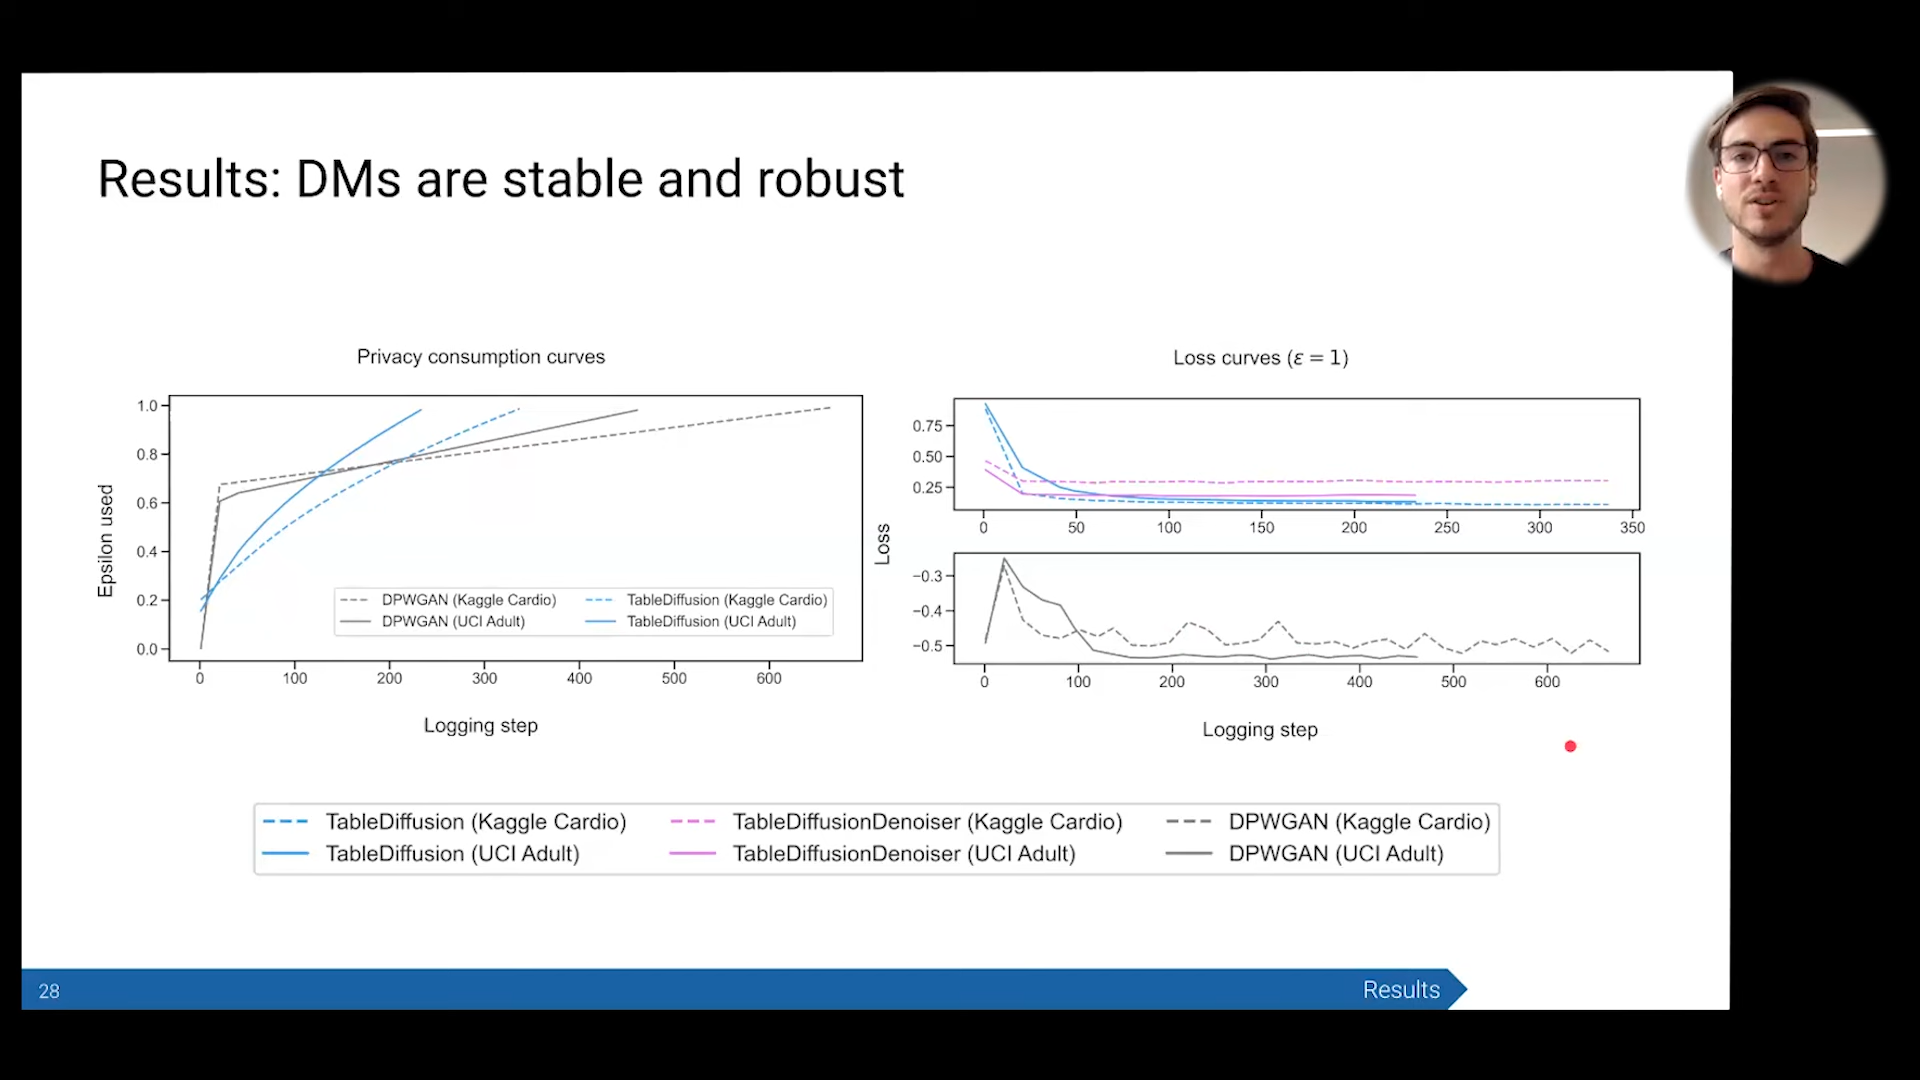 Results: DMs are stable and robust
Privacy consumption curves
Epsilon used
1.0
0.8
0.6
0.4
0.2
0.0
DPWGAN (Kaggle Cardio)
DPWGAN (UCI Adult)
TableDiffusion (Kaggle Cardio)
TableDiffusion (UCI Adult)
0 100 200 300 400 500 600
Logging step
Loss curves (ε = 1)
Loss
0.75
0.50
0.25
0 50 100 150 200 250 300 350
−0.3
−0.4
−0.5
0 100 200 300 400 500 600
Logging step
TableDiffusion (Kaggle Cardio) TableDiffusionDenoiser (Kaggle Cardio) DPWGAN (Kaggle Cardio)
TableDiffusion (UCI Adult) TableDiffusionDenoiser (UCI Adult) DPWGAN (UCI Adult)
28
Results